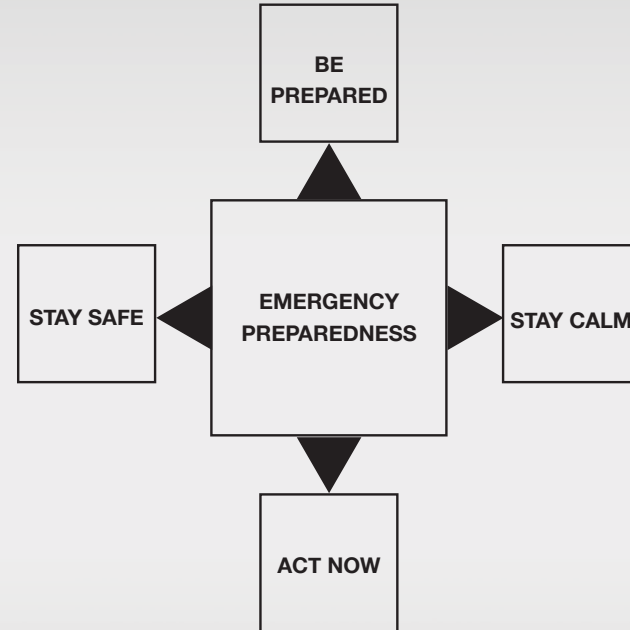 BE
PREPARED
EMERGENCY
PREPAREDNESS
STAY SAFE
STAY CALM
ACT NOW